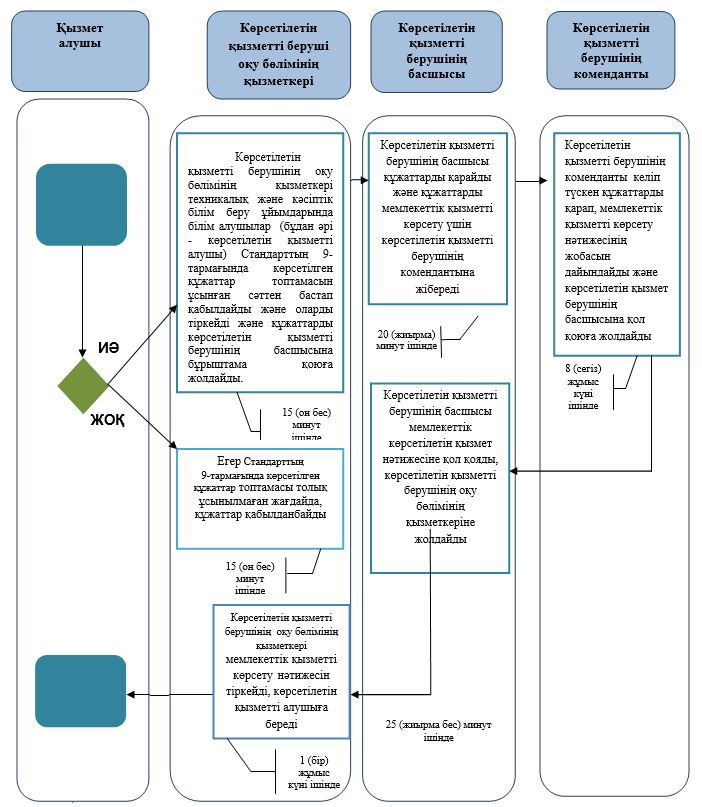 Қызмет
алушы
Көрсетілетін
қызметті беруші
оқу бөлімінің
қызметкері
Көрсетілетін
қызметті
берушінің
басшысы
Көрсетілетін
қызметті
берушінің
коменданты
Көрсетілетін
қызметті берушінің оқу
бөлімінің қызметкері
техникалық және кәсіптік
білім беру ұйымдарында
білім алушылар (бұдан әрі
- көрсетілетін қызметті
алушы) Стандарттың 9-
тармағында көрсетілген
құжаттар топтамасын
ұсынған сәттен бастап
қабылдайды және оларды
тіркейді және құжаттарды
көрсетілетін қызметті
берушінің басшысына
бұрыштама қоюға
жолдайды.
Көрсетілетін қызметті
берушінің басшысы
құжаттарды қарайды
және құжаттарды
мемлекеттік қызметті
көрсету үшін
көрсетілетін қызметті
берушінің
комендантына
жібереді
Көрсетілетін
қызметті берушінің
коменданты келіп
түскен құжаттарды
қарап, мемлекеттік
қызметті көрсету
нәтижесінің
жобасын
дайындайды және
көрсетілетін қызмет
берушінің
басшысына қол
қоюға жолдайды
20 (жиырма)
минут ішінде
ИӘ
ЖОҚ
8 (сегіз)
жұмыс
күні
ішінде
15 (он бес)
минут
ішінде
Көрсетілетін қызметті
берушінің басшысы
мемлекеттік
көрсетілетін қызмет
нәтижесіне қол қояды,
көрсетілетін қызметті
берушінің оқу
бөлімінің
қызметкеріне
жолдайды
Егер Стандарттың
9-тармағында көрсетілген
құжаттар топтамасы толық
ұсынылмаған жағдайда,
құжаттар қабылданбайды
15 (он бес)
минут
ішінде
Көрсетілетін қызметті
берушінің оқу бөлімінің
қызметкері
мемлекеттік қызметті
көрсету нәтижесін
тіркейді, көрсетілетін
қызметті алушыға
береді
25 (жиырма бес) минут
ішінде
1 (бір)
жұмыс
күні ішінде